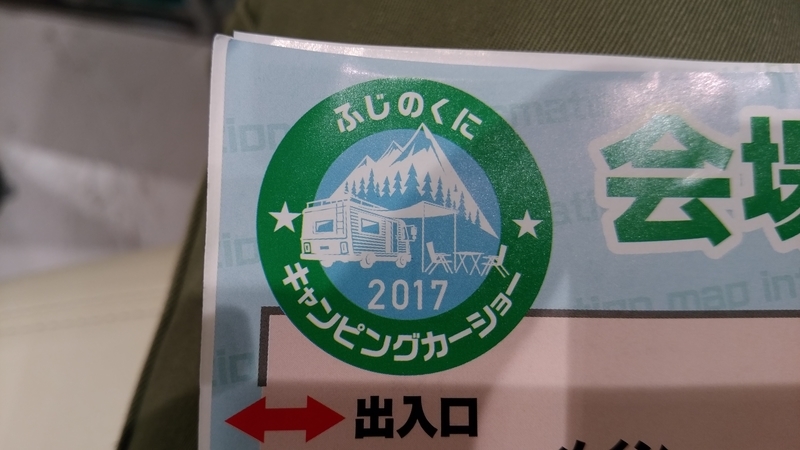 ふじのくに
2017
キャンピングカーショー
会場
出入口